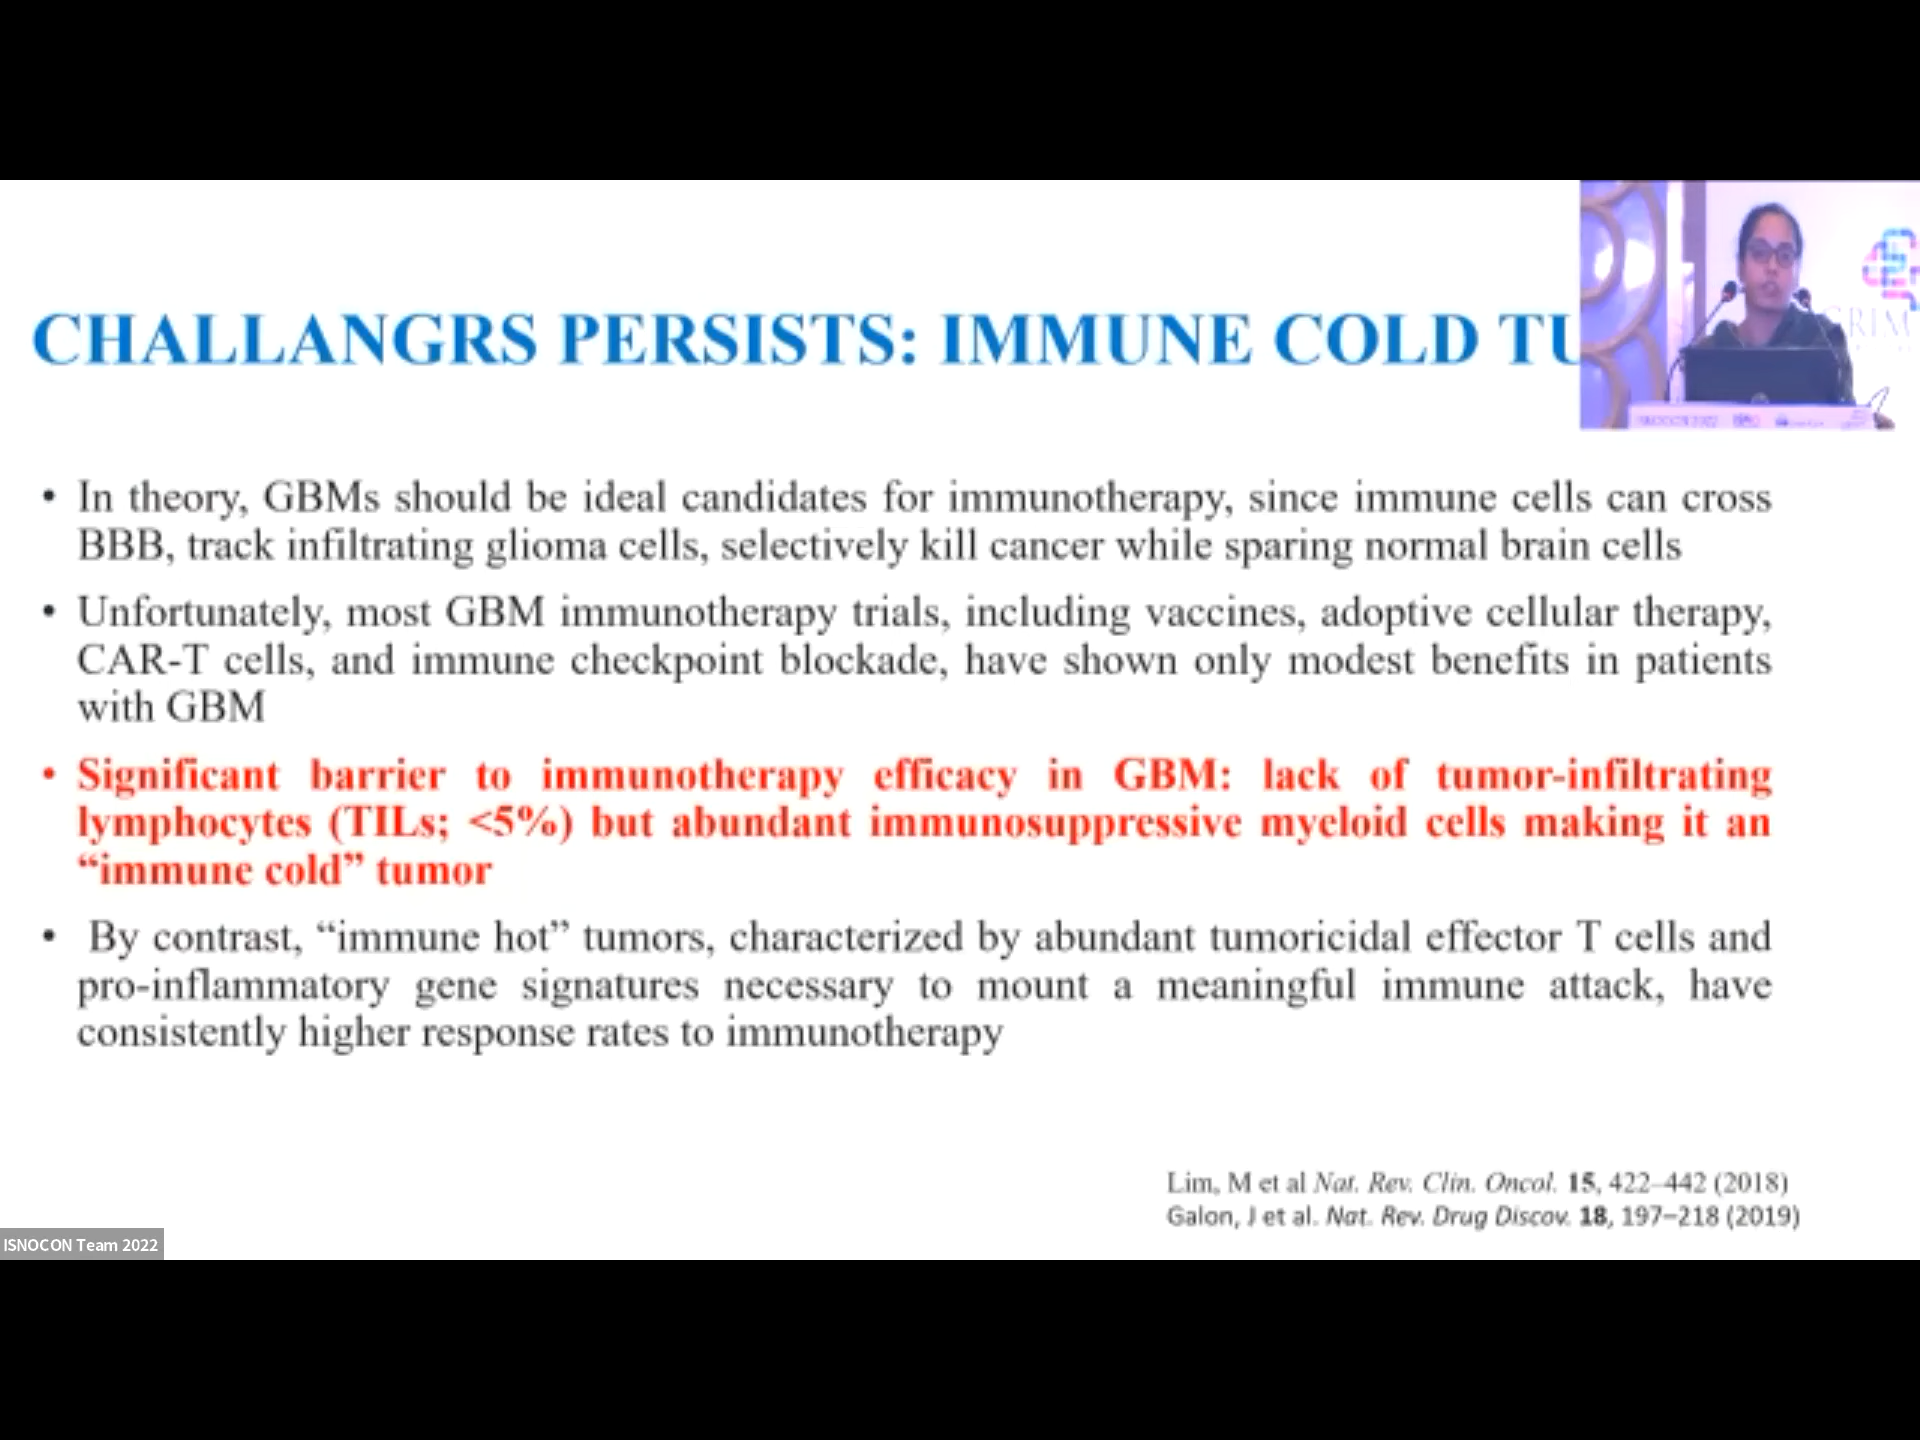 CHALLANGRS PERSISTS: IMMUNE COLD TU
• In theory, GBMs should be ideal candidates for immunotherapy, since immune cells can cross
BBB, track infiltrating glioma cells, selectively kill cancer while sparing normal brain cells
• Unfortunately, most GBM immunotherapy trials, including vaccines, adoptive cellular therapy,
CAR-T cells, and immune checkpoint blockade, have shown only modest benefits in patients
with GBM
• Significant barrier to immunotherapy efficacy in GBM: lack of tumor-infiltrating
lymphocytes (TILs; <5%) but abundant immunosuppressive myeloid cells making it an
“immune cold” tumor
• By contrast, “immune hot” tumors, characterized by abundant tumoricidal effector T cells and
pro-inflammatory gene signatures necessary to mount a meaningful immune attack, have
consistently higher response rates to immunotherapy
Lim, M et al Nat. Rev. Clin. Oncol. 15, 422–442 (2018)
Galon, J et al. Nat. Rev. Drug Discov. 18, 197–218 (2019)
ISNOCON Team 2022